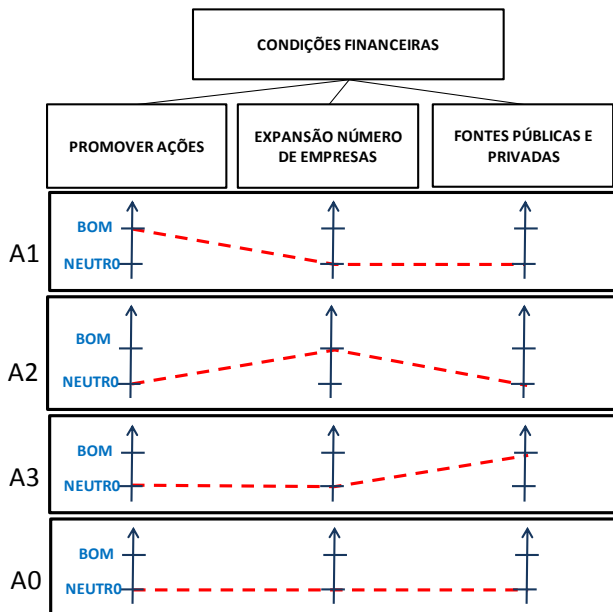 CONDIÇÕES FINANCEIRAS
PROMOVER AÇÕES
EXPANSÃO NÚMERO
DE EMPRESAS
FONTES PÚBLICAS E
PRIVADAS
A1
BOM
NEUTR0
A2
BOM
NEUTR0
A3
BOM
NEUTR0
A0
BOM
NEUTR0